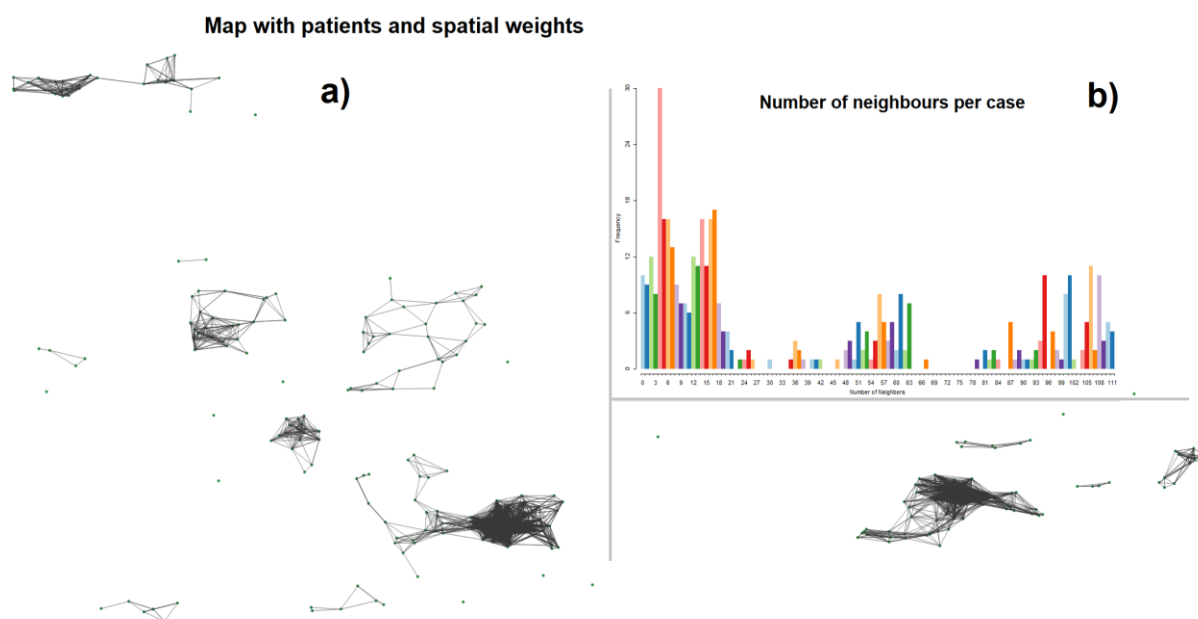 Map with patients and spatial weights
a)
Number of neighbours per case
b)
30
24
18
12
6
0
Frequency
0 3 6 9 12 15 18 21 24 27 30 33 36 39 42 45 48 51 54 57 60 63 66 69 72 75 78 81 84 87 90 93 96 99 102 105 108 111
Number of Neighbors